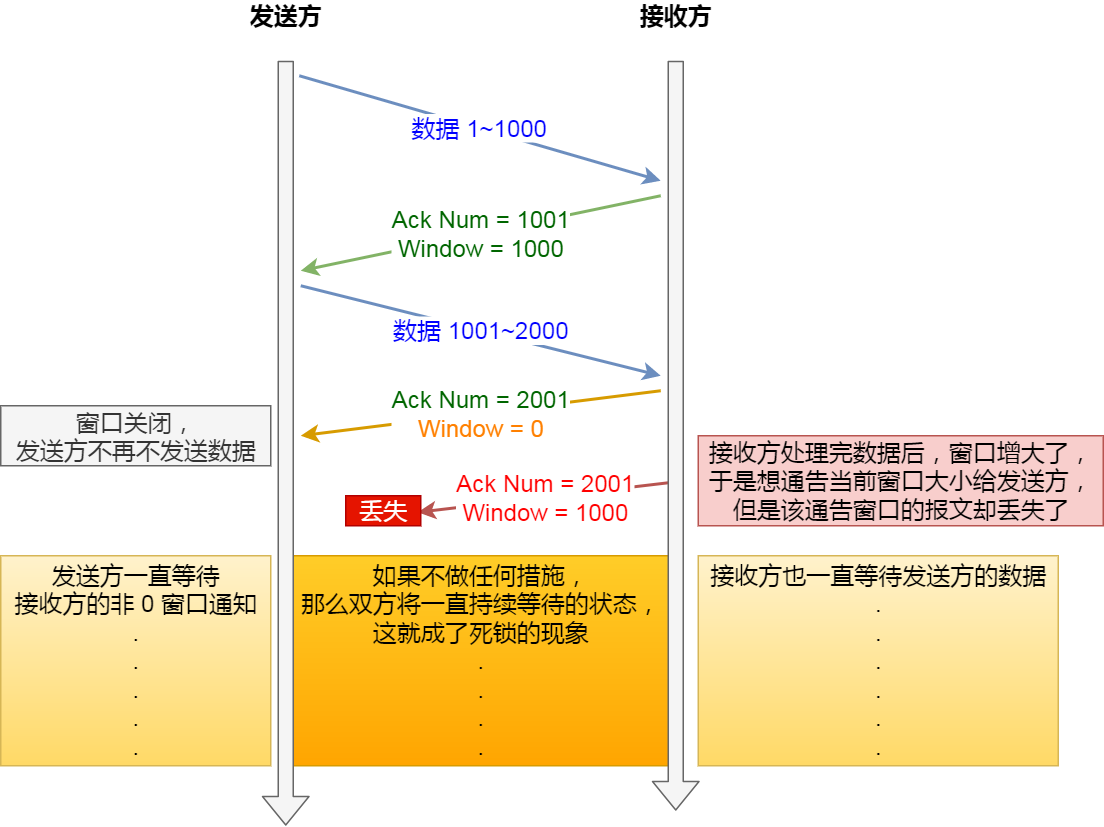 发送方
接收方
数据 1~1000
Ack Num = 1001
Window = 1000
数据 1001~2000
Ack Num = 2001
Window = 0
窗口关闭，
发送方不再不发送数据
接收方处理完数据后，窗口增大了，
于是想通告当前窗口大小给发送方，
但是该通告窗口的报文却丢失了
Ack Num = 2001
Window = 1000
丢失
发送方一直等待
接收方的非 0 窗口通知
.
.
.
.
.
如果不做任何措施，
那么双方将一直持续等待的状态，
这就成了死锁的现象
.
.
.
.
接收方也一直等待发送方的数据
.
.
.
.
.
.